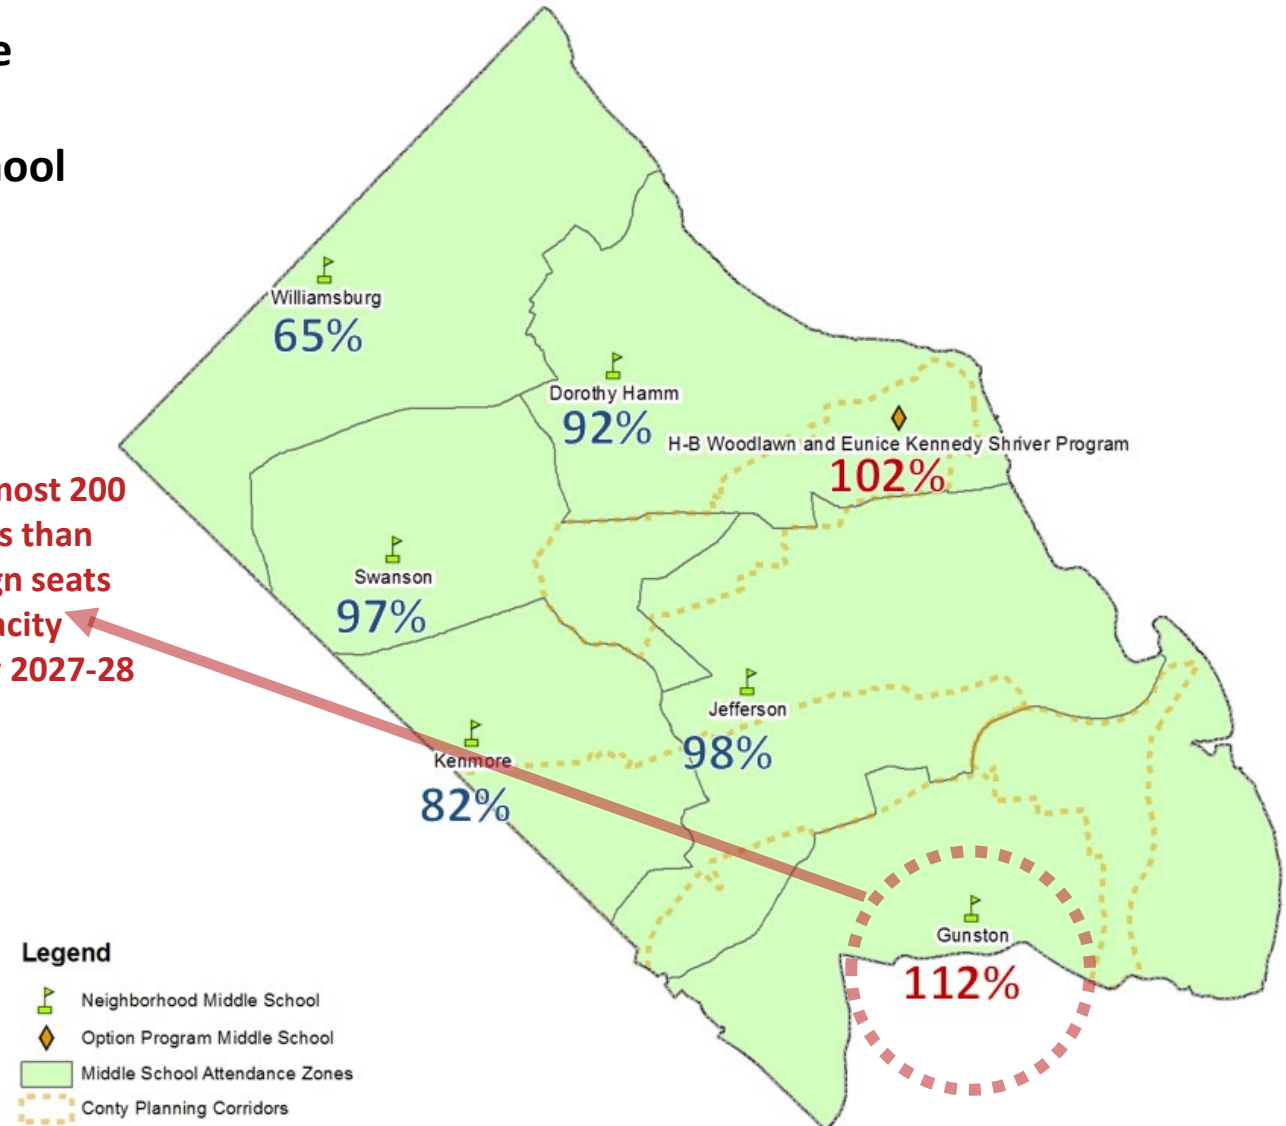 e
hool
Williamsburg
65%
Dorothy Hamm
92%
H-B Woodlawn and Eunice Kennedy Shriver Program
102%
most 200
s than
gn seats
acity
2027-28
Swanson
97%
Jefferson
98%
Kenmore
82%
Gunston
112%
Legend
Neighborhood Middle School
Option Program Middle School
Middle School Attendance Zones
Conty Planning Corridors